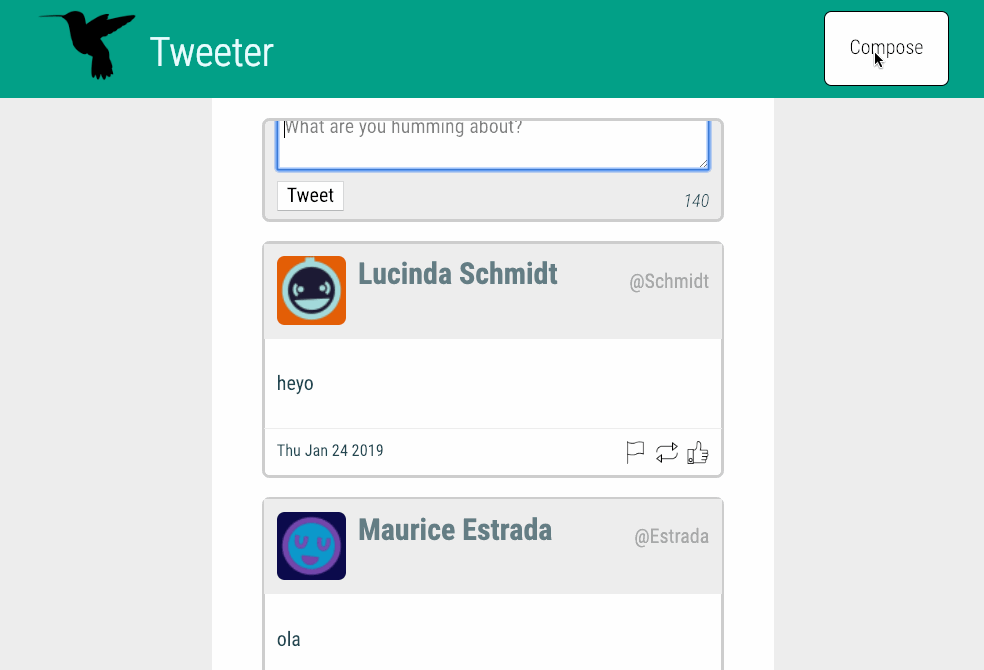 Tweeter
Compose
What are you humming about?
Tweet
140
Lucinda Schmidt
@Schmidt
heyo
Thu Jan 24 2019
Maurice Estrada
@Estrada
ola